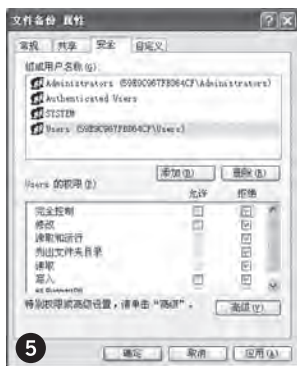 文件备份 属性
常规 共享 安全 自定义
组或用户名称(G):
Administrators
Authenticated Users
SYSTEM
Users
添加(D) 删除(R)
Users 的权限(P) 允许 拒绝
完全控制
修改
读取和运行
列出文件夹目录
读取
写入
特别权限或高级设置，请单击“高级”。
高级(V)
确定 取消 应用(A)
5